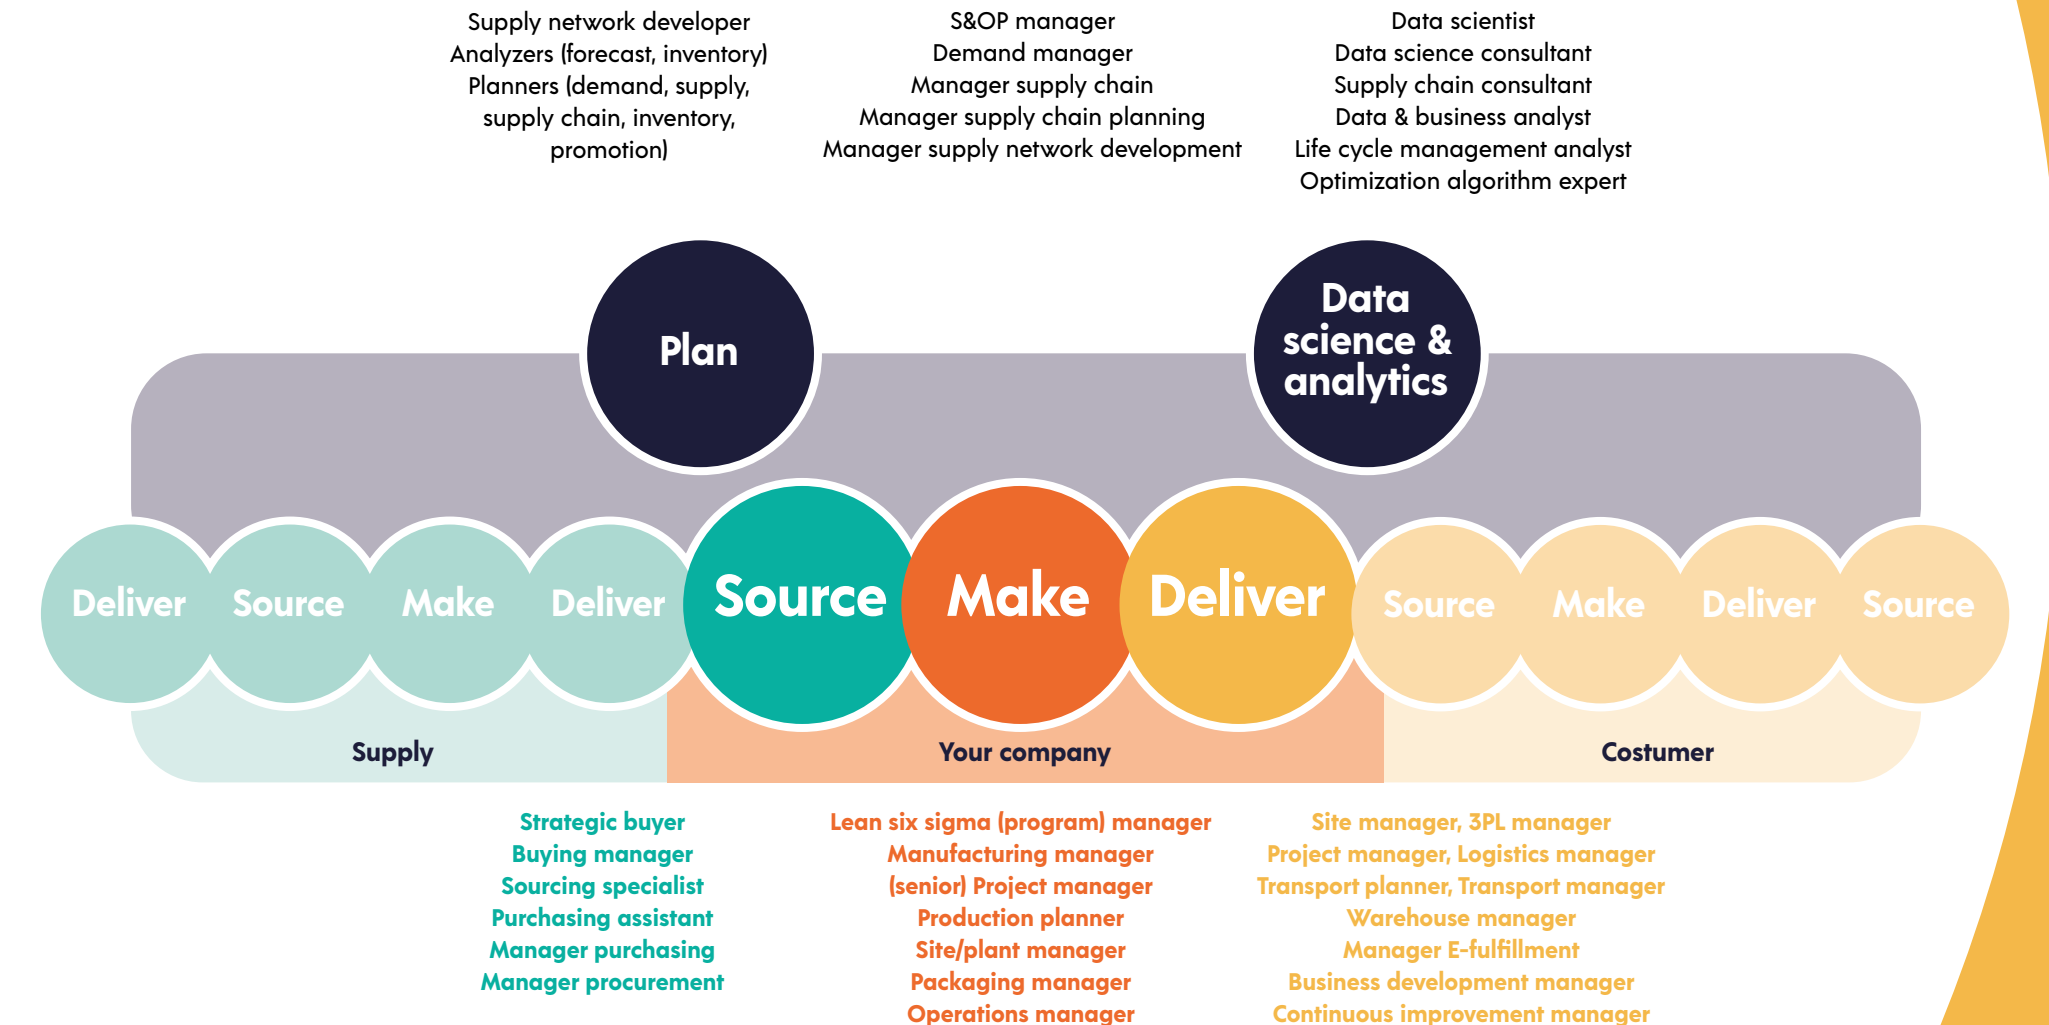 Supply network developer
Analyzers (forecast, inventory)
Planners (demand, supply,
supply chain, inventory,
promotion)
S&OP manager
Demand manager
Manager supply chain
Manager supply chain planning
Manager supply network development
Data scientist
Data science consultant
Supply chain consultant
Data & business analyst
Life cycle management analyst
Optimization algorithm expert
Plan
Data
science &
analytics
Deliver
Source
Make
Deliver
Source
Make
Deliver
Source
Make
Deliver
Source
Supply
Your company
Costumer
Strategic buyer
Buying manager
Sourcing specialist
Purchasing assistant
Manager purchasing
Manager procurement
Lean six sigma (program) manager
Manufacturing manager
(senior) Project manager
Production planner
Site/plant manager
Packaging manager
Operations manager
Site manager, 3PL manager
Project manager, Logistics manager
Transport planner, Transport manager
Warehouse manager
Manager E-fulfillment
Business development manager
Continuous improvement manager